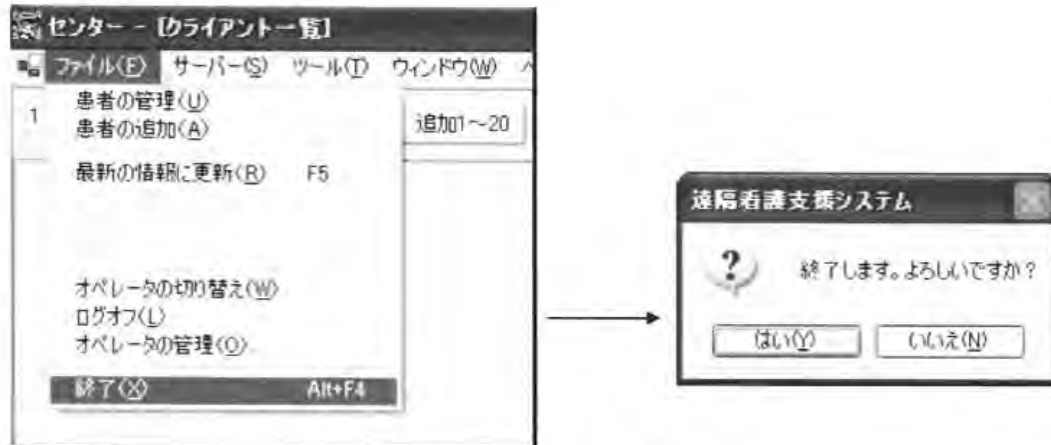 センター - [クライアント一覧]
ファイル(F) サーバー(S) ツール(T) ウィンドウ(W) ヘ
1
患者の管理(U)
患者の追加(A)
追加1～20
最新の情報に更新(R) F5
オペレータの切り替え(W)
ログオフ(L)
オペレータの管理(O)
終了(X) Alt+F4
遠隔看護支援システム
?
終了します。よろしいですか？
はい(Y) いいえ(N)